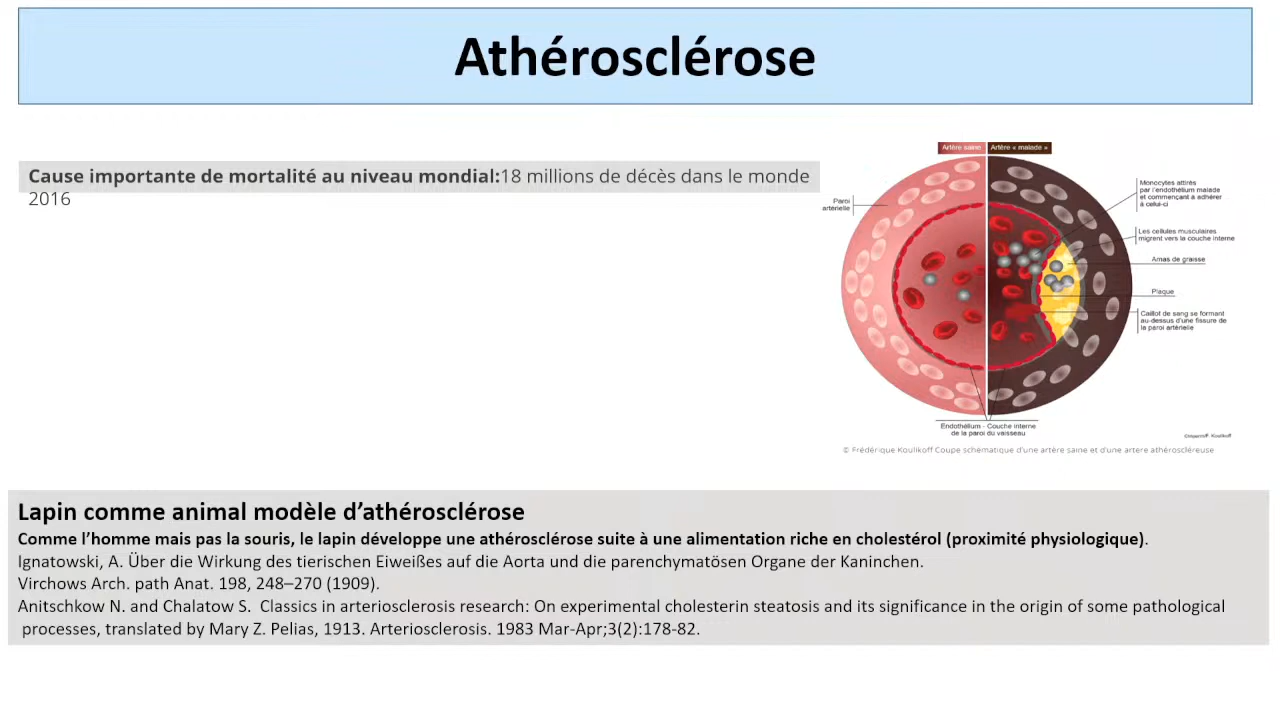 Athérosclérose
Cause importante de mortalité au niveau mondial:18 millions de décès dans le monde
2016
Artère saine
Artère « malade »
Paroi
artérielle
Monocytes attirés
par l'endothélium malade
et commençant à adhérer
à celui-ci
Les cellules musculaires
migrent vers la couche interne
Amas de graisse
Plaque
Caillot de sang se formant
au-dessus d'une fissure de
la paroi artérielle
Endothélium - Couche interne
de la paroi du vaisseau
© Frédérique Koulikoff Coupe schematique d'une artère saine et d'une artere athéroscléreuse
Lapin comme animal modèle d’athérosclérose
Comme l’homme mais pas la souris, le lapin développe une athérosclérose suite à une alimentation riche en cholestérol (proximité physiologique).
Ignatowski, A. Über die Wirkung des tierischen Eiweißes auf die Aorta und die parenchymatösen Organe der Kaninchen.
Virchows Arch. path Anat. 198, 248–270 (1909).
Anitschkow N. and Chalatow S. Classics in arteriosclerosis research: On experimental cholesterin steatosis and its significance in the origin of some pathological
processes, translated by Mary Z. Pelias, 1913. Arteriosclerosis. 1983 Mar-Apr;3(2):178-82.